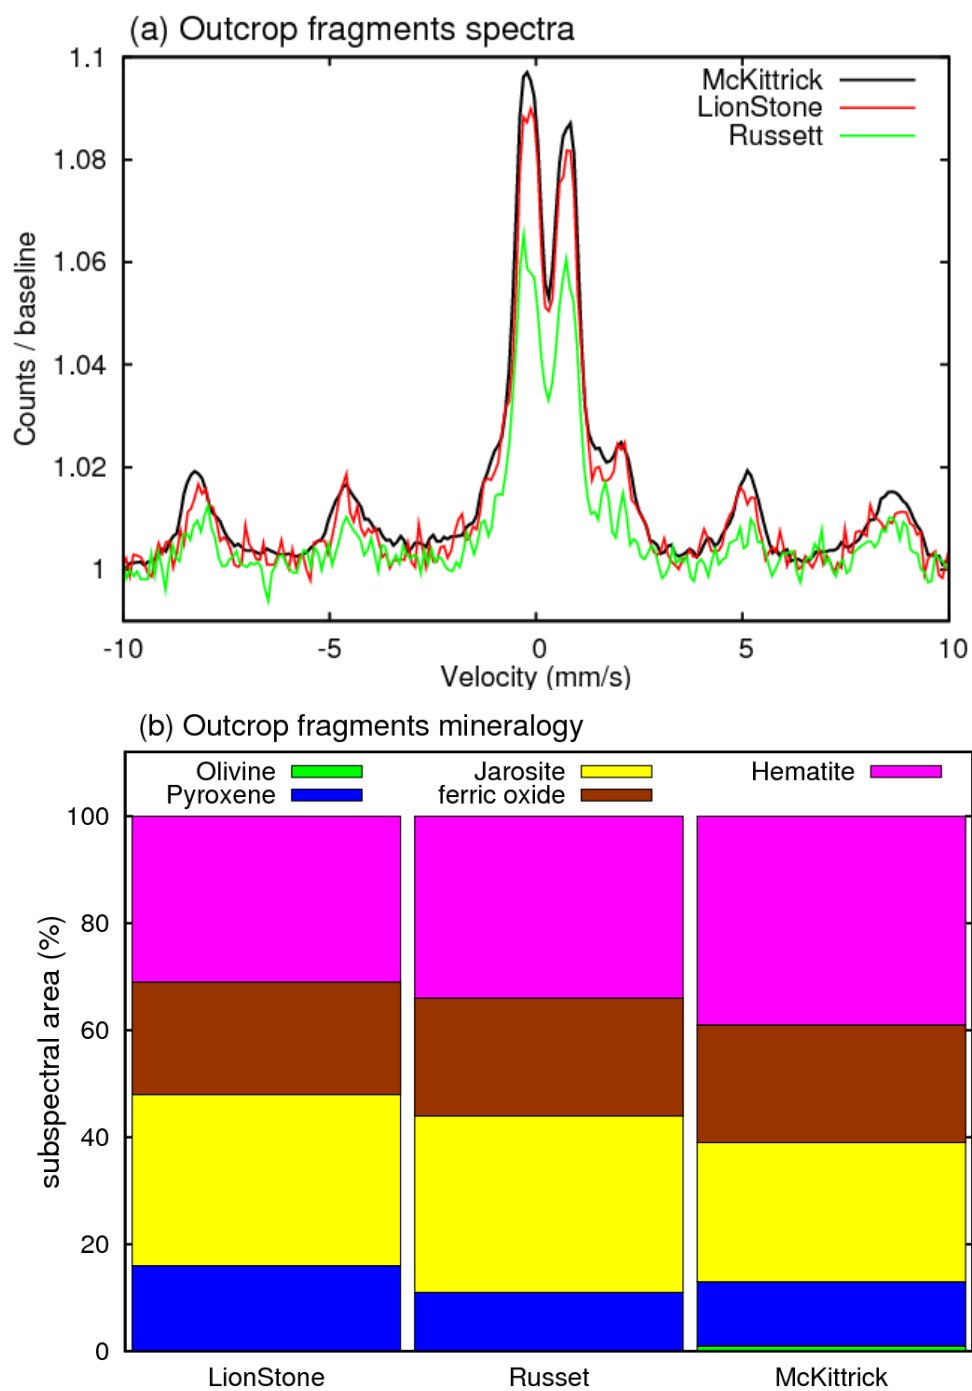 (a) Outcrop fragments spectra
McKittrick
LionStone
Russett
1.1
1.08
1.06
1.04
1.02
1
Counts / baseline
-10 -5 0 5 10
Velocity (mm/s)
(b) Outcrop fragments mineralogy
Olivine Jarosite Hematite
Pyroxene ferric oxide
100
80
60
40
20
0
subspectral area (%)
LionStone Russet McKittrick